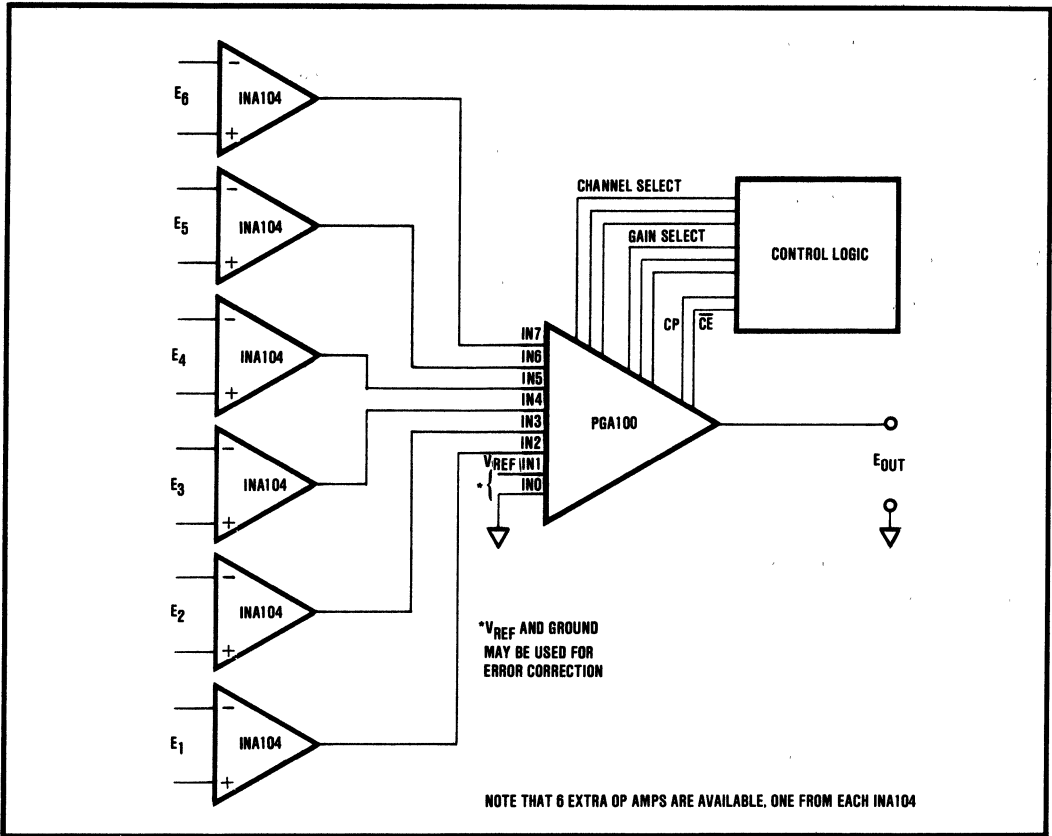 E6
−
+
INA104
E5
−
+
INA104
E4
−
+
INA104
E3
−
+
INA104
E2
−
+
INA104
E1
−
+
INA104
CHANNEL SELECT
GAIN SELECT
CP
C̅E̅
CONTROL LOGIC
IN7
IN6
IN5
IN4
IN3
IN2
VREF IN1
* { IN0
PGA100
EOUT
*VREF AND GROUND
MAY BE USED FOR
ERROR CORRECTION
NOTE THAT 6 EXTRA OP AMPS ARE AVAILABLE, ONE FROM EACH INA104